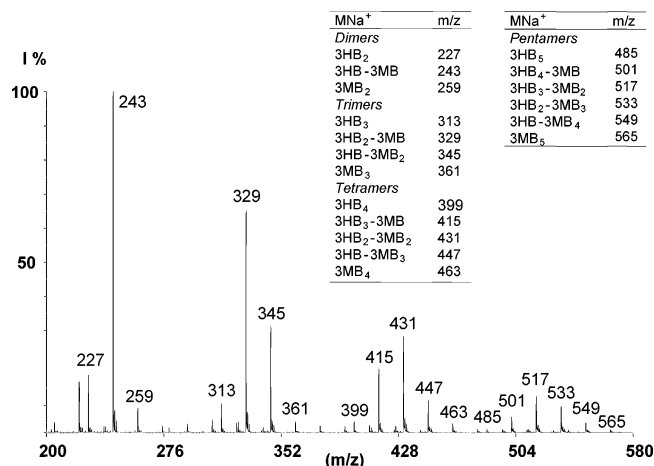 I %
100
50
243
227
259
313
329
345
361
399
415
431
447
463
485
501
517
533
549
565
200 276 352 428 504 580
(m/z)
MNa+ m/z
Dimers
3HB2 227
3HB-3MB 243
3MB2 259
Trimers
3HB3 313
3HB2-3MB 329
3HB-3MB2 345
3MB3 361
Tetramers
3HB4 399
3HB3-3MB 415
3HB2-3MB2 431
3HB-3MB3 447
3MB4 463
MNa+ m/z
Pentamers
3HB5 485
3HB4-3MB 501
3HB3-3MB2 517
3HB2-3MB3 533
3HB-3MB4 549
3MB5 565